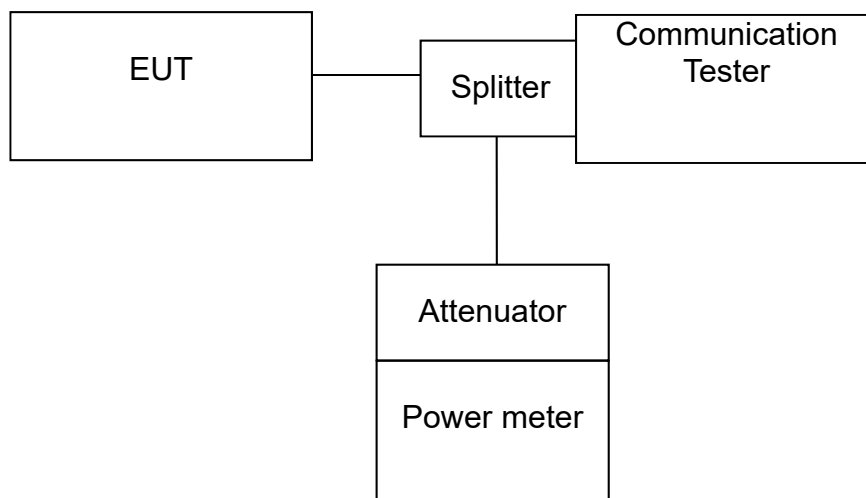 EUT
Splitter
Communication
Tester
Attenuator
Power meter